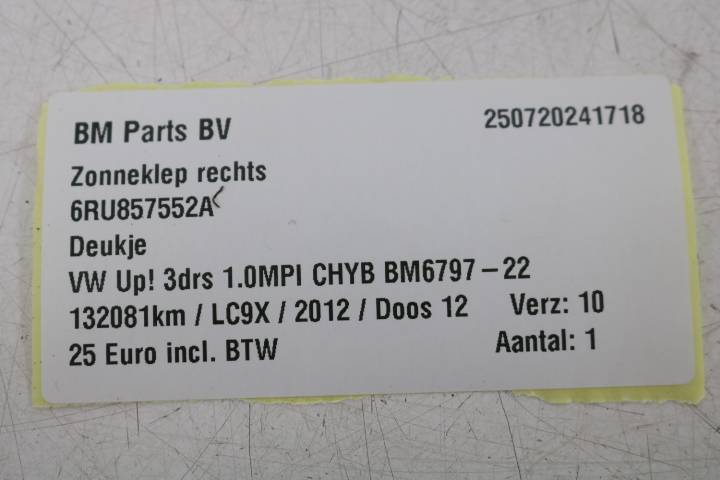 BM Parts BV 250720241718
Zonneklep rechts
6RU857552A
Deukje
VW Up! 3drs 1.0MPI CHYB BM6797-22
132081km / LC9X / 2012 / Doos 12 Verz: 10
25 Euro incl. BTW Aantal: 1